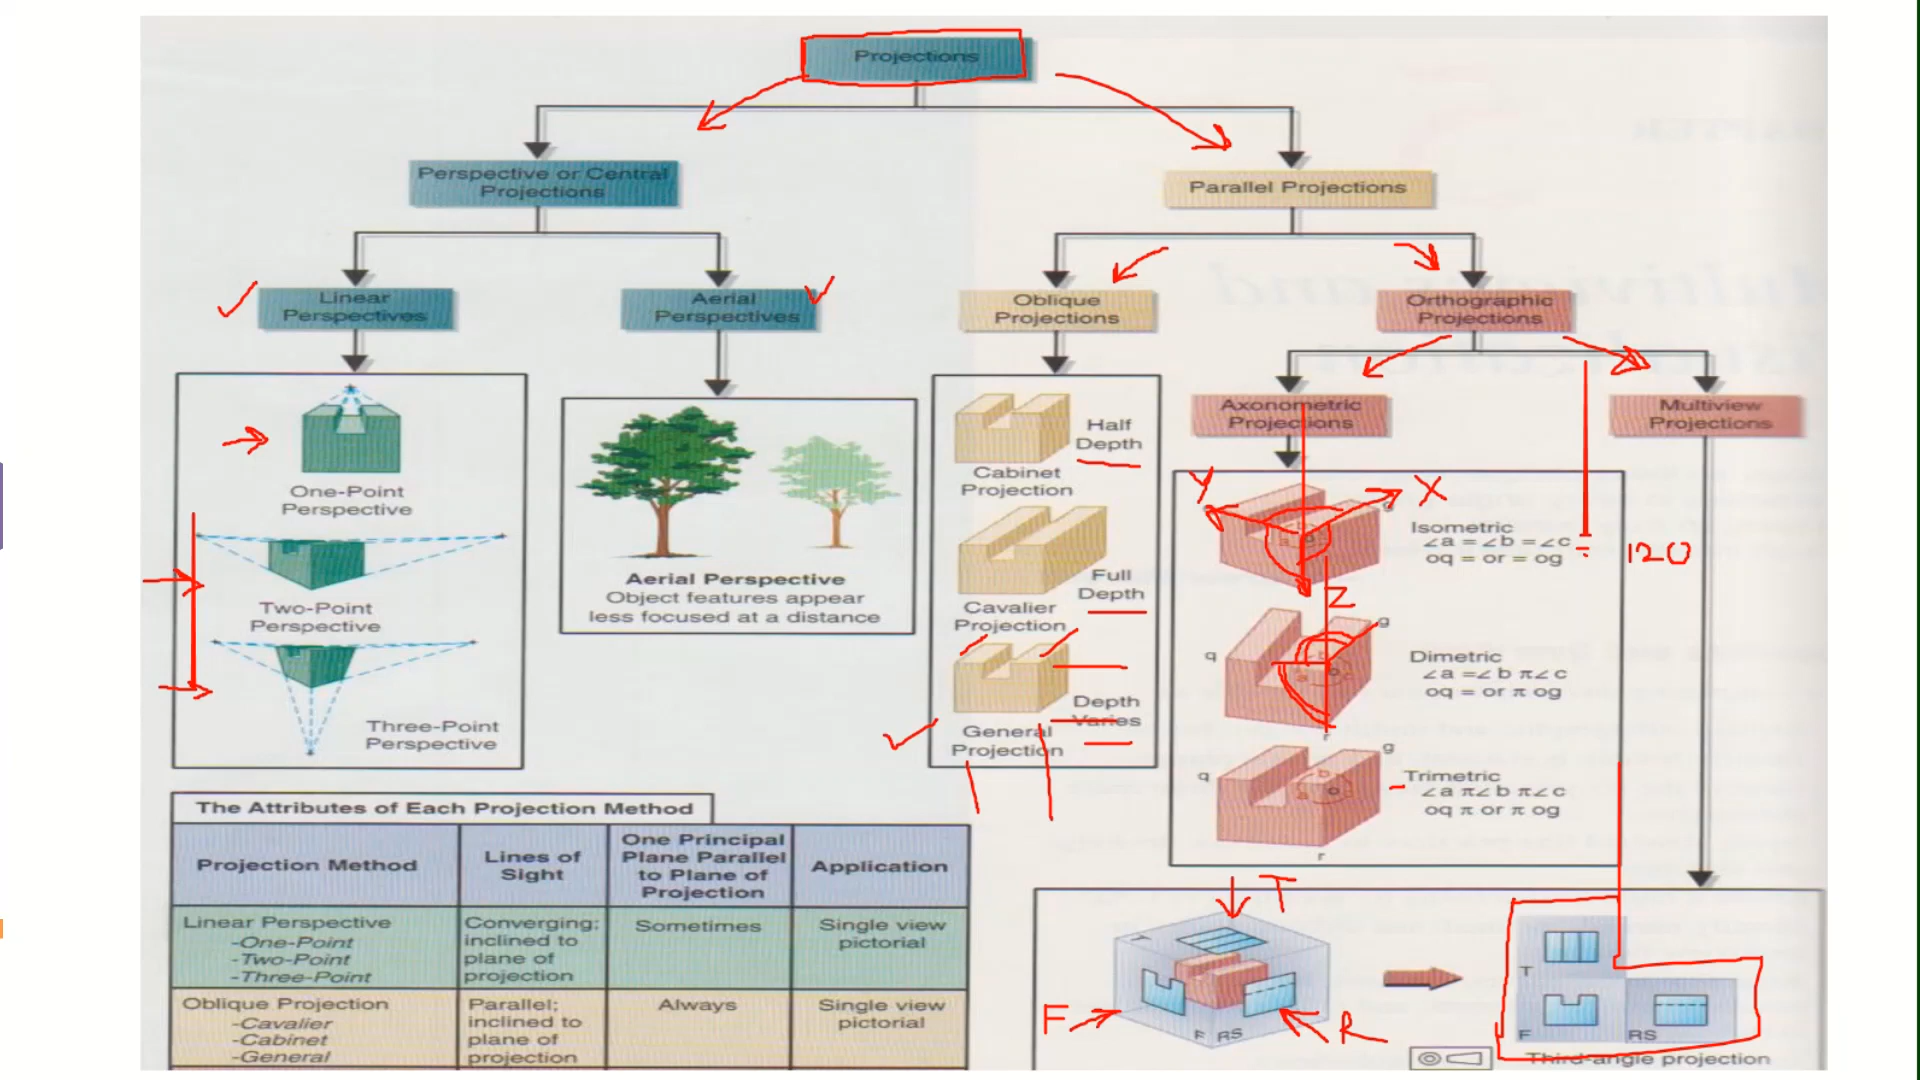 Projections
Perspective or Central
Projections
Parallel Projections
Linear
Perspectives
Aerial
Perspectives
Oblique
Projections
Orthographic
Projections
Axonometric
Projections
Multiview
Projections
One-Point
Perspective
Two-Point
Perspective
Three-Point
Perspective
Aerial Perspective
Object features appear
less focused at a distance
Half
Depth
Cabinet
Projection
Full
Depth
Cavalier
Projection
Depth
Varies
General
Projection
Y
X
Z
a
b
Isometric
∠a = ∠b = ∠c
oq = or = og
= 120
q
g
r
b
o
Dimetric
∠a =∠ b π∠ c
oq = or π og
q
g
r
a
b
o
Trimetric
∠a π∠ b π∠ c
oq π or π og
The Attributes of Each Projection Method
Projection Method
Lines of
Sight
One Principal
Plane Parallel
to Plane of
Projection
Application
Linear Perspective
-One-Point
-Two-Point
-Three-Point
Converging;
inclined to
plane of
projection
Sometimes
Single view
pictorial
Oblique Projection
-Cavalier
-Cabinet
-General
Parallel;
inclined to
plane of
projection
Always
Single view
pictorial
T
T
F
F
RS
R
T
F
RS
Third-angle projection